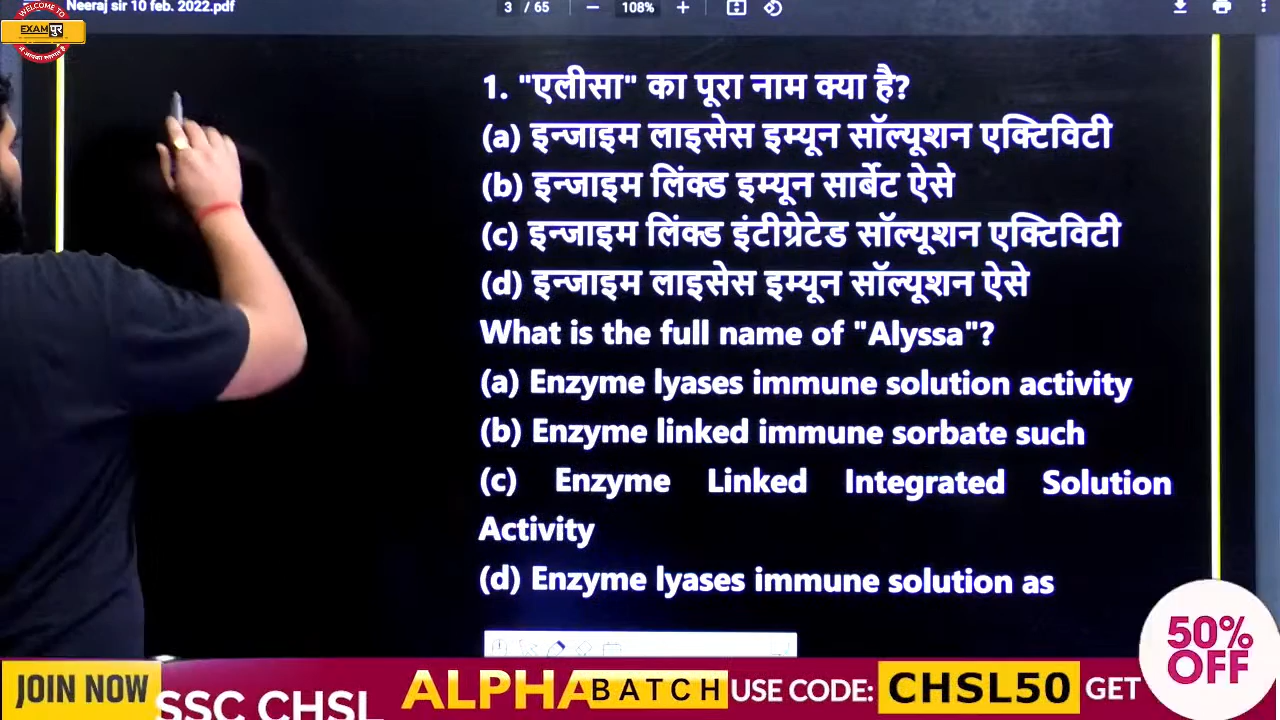 Neeraj sir 10 feb. 2022.pdf
3 / 65
108%
WELCOME TO
EXAMपुर
1. "एलीसा" का पूरा नाम क्या है?
(a) इन्जाइम लाइसेस इम्यून सॉल्यूशन एक्टिविटी
(b) इन्जाइम लिंक्ड इम्यून सार्बेट ऐसे
(c) इन्जाइम लिंक्ड इंटीग्रेटेड सॉल्यूशन एक्टिविटी
(d) इन्जाइम लाइसेस इम्यून सॉल्यूशन ऐसे
What is the full name of "Alyssa"?
(a) Enzyme lyases immune solution activity
(b) Enzyme linked immune sorbate such
(c) Enzyme Linked Integrated Solution
Activity
(d) Enzyme lyases immune solution as
50%
OFF
JOIN NOW
SSC CHSL
ALPHA BATCH USE CODE: CHSL50 GET